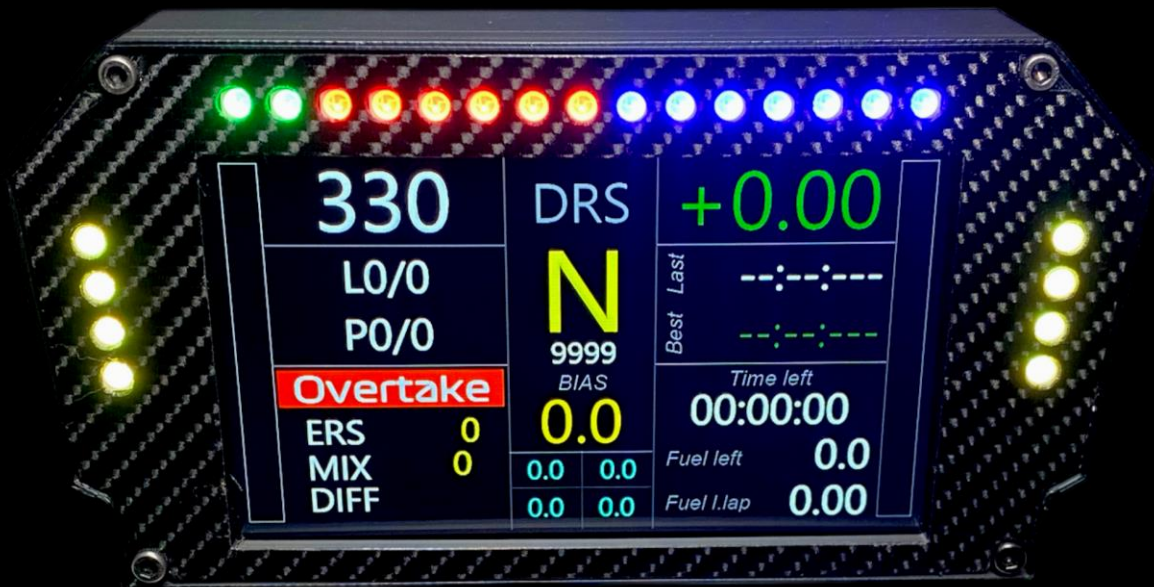 330
L0/0
P0/0
Overtake
ERS 0
MIX 0
DIFF
DRS
N
9999
BIAS
0.0
0.0 0.0
0.0 0.0
+0.00
Last --:--:---
Best --:--:---
Time left
00:00:00
Fuel left 0.0
Fuel l.lap 0.00